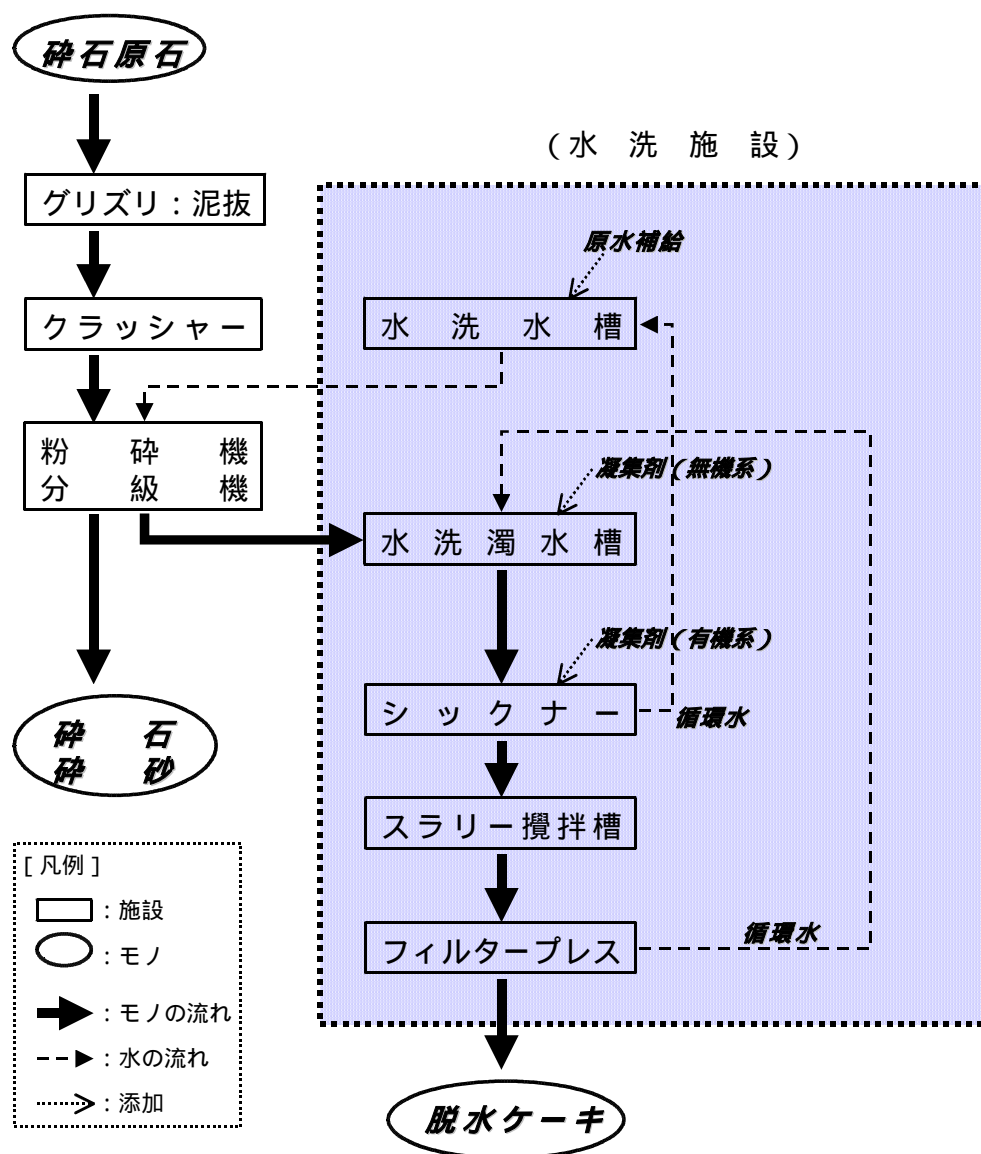 砕石原石
グリズリ：泥抜
クラッシャー
粉砕機
分級機
砕石
砕砂
（水洗施設）
原水補給
水洗水槽
凝集剤（無機系）
水洗濁水槽
凝集剤（有機系）
シックナー
循環水
スラリー攪拌槽
フィルタープレス
循環水
脱水ケーキ
[凡例]
：施設
：モノ
：モノの流れ
：水の流れ
：添加